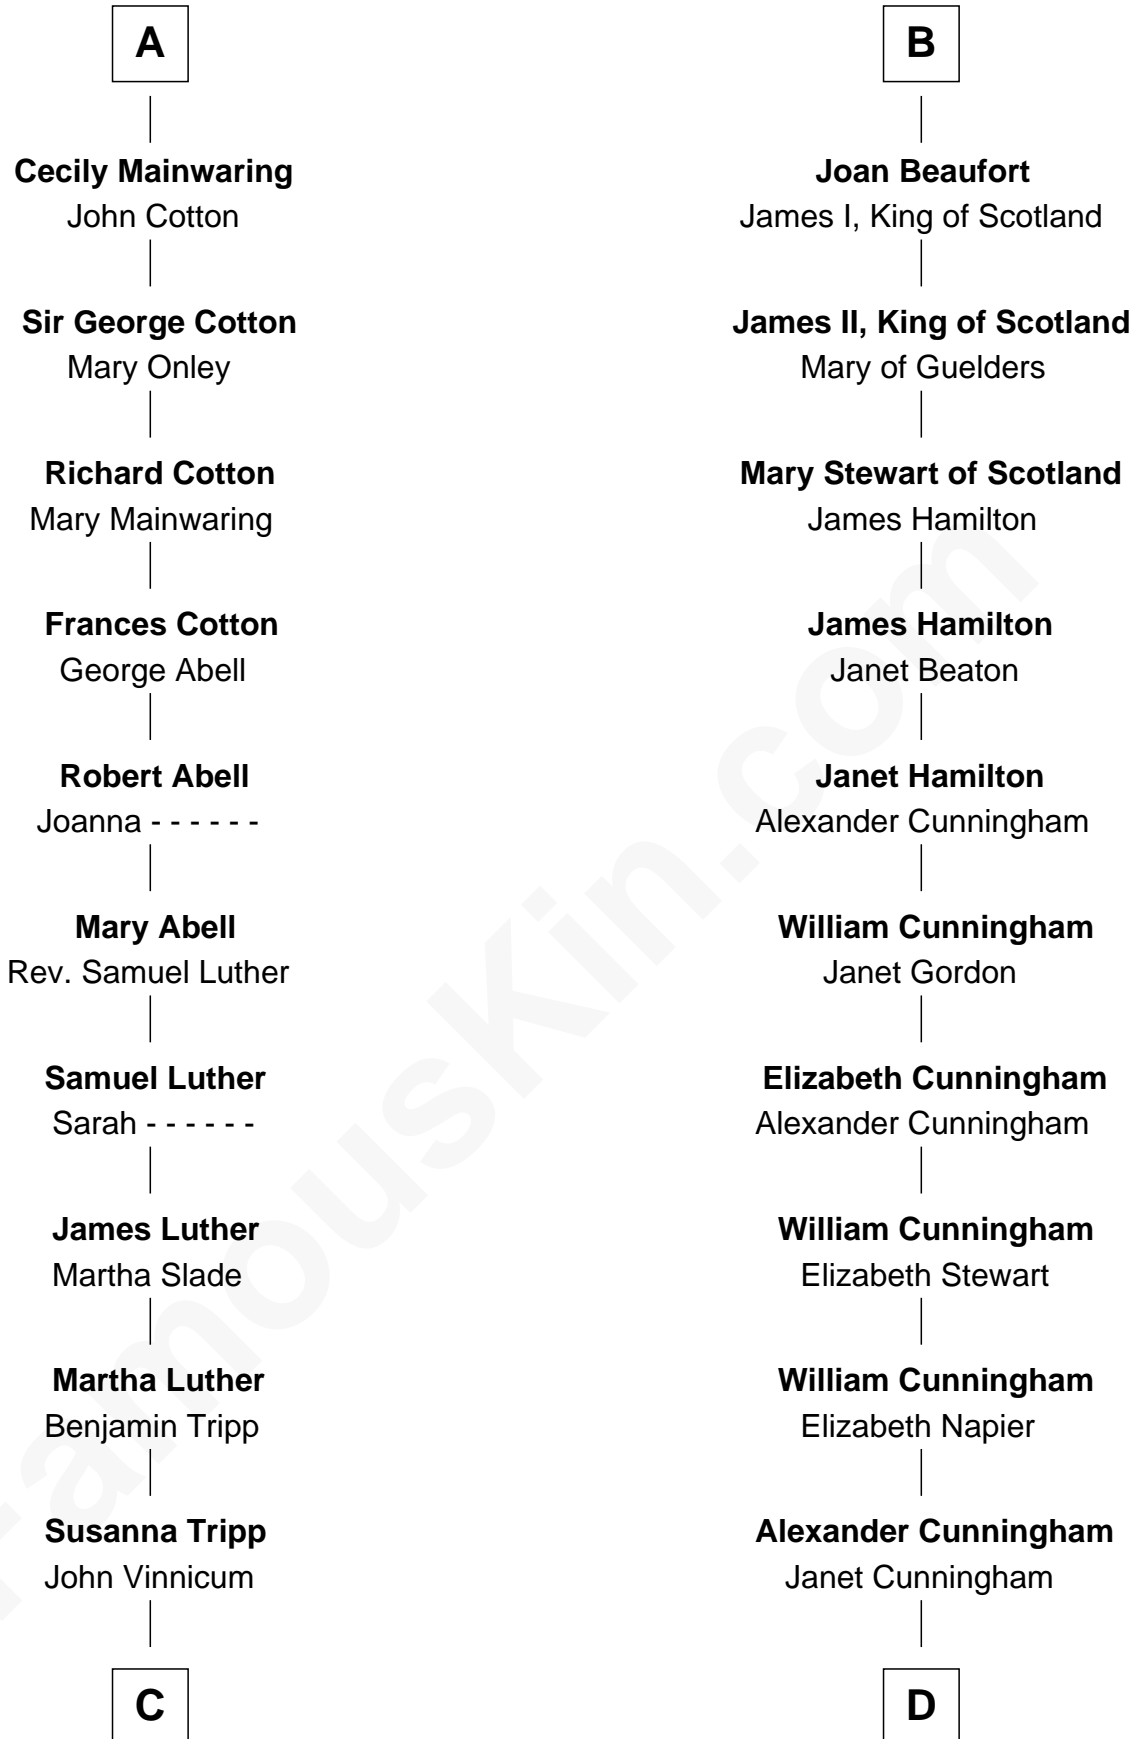 A
Cecily Mainwaring
John Cotton
Sir George Cotton
Mary Onley
Richard Cotton
Mary Mainwaring
Frances Cotton
George Abell
Robert Abell
Joanna - - - - - -
Mary Abell
Rev. Samuel Luther
Samuel Luther
Sarah - - - - - -
James Luther
Martha Slade
Martha Luther
Benjamin Tripp
Susanna Tripp
John Vinnicum
C
B
Joan Beaufort
James I, King of Scotland
James II, King of Scotland
Mary of Guelders
Mary Stewart of Scotland
James Hamilton
James Hamilton
Janet Beaton
Janet Hamilton
Alexander Cunningham
William Cunningham
Janet Gordon
Elizabeth Cunningham
Alexander Cunningham
William Cunningham
Elizabeth Stewart
William Cunningham
Elizabeth Napier
Alexander Cunningham
Janet Cunningham
D
FamousKin.com